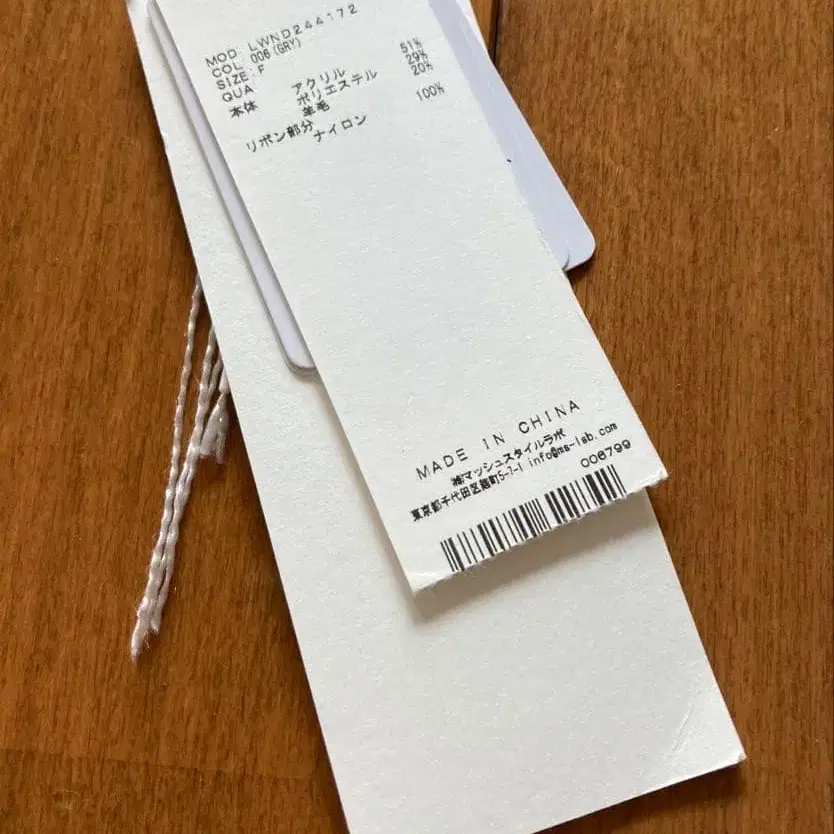 MOD. LWND244172
COL. 006(GRY)
SIZE. F
QUA
本体 アクリル 51%
ポリエステル 29%
羊毛 20%
リボン部分
ナイロン 100%
MADE IN CHINA
㈱マッシュスタイルラボ
東京都千代田区麹町5-7-1 info@ms-lab.com
006799